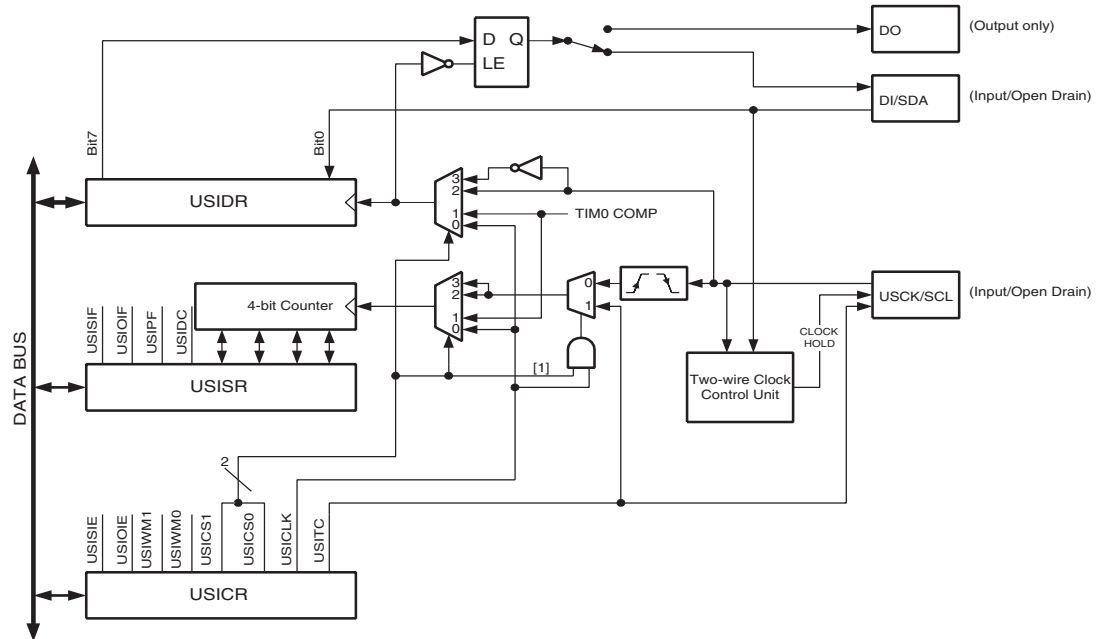 DO
(Output only)
D Q
LE
DI/SDA
(Input/Open Drain)
Bit7
Bit0
USIDR
3
2
1
0
TIM0 COMP
4-bit Counter
3
2
1
0
0
1
USCK/SCL
(Input/Open Drain)
CLOCK
HOLD
USISIF
USIOIF
USIPF
USIDC
[1]
USISR
Two-wire Clock
Control Unit
DATA BUS
2
USISIE
USIOIE
USIWM1
USIWM0
USICS1
USICS0
USICLK
USITC
USICR